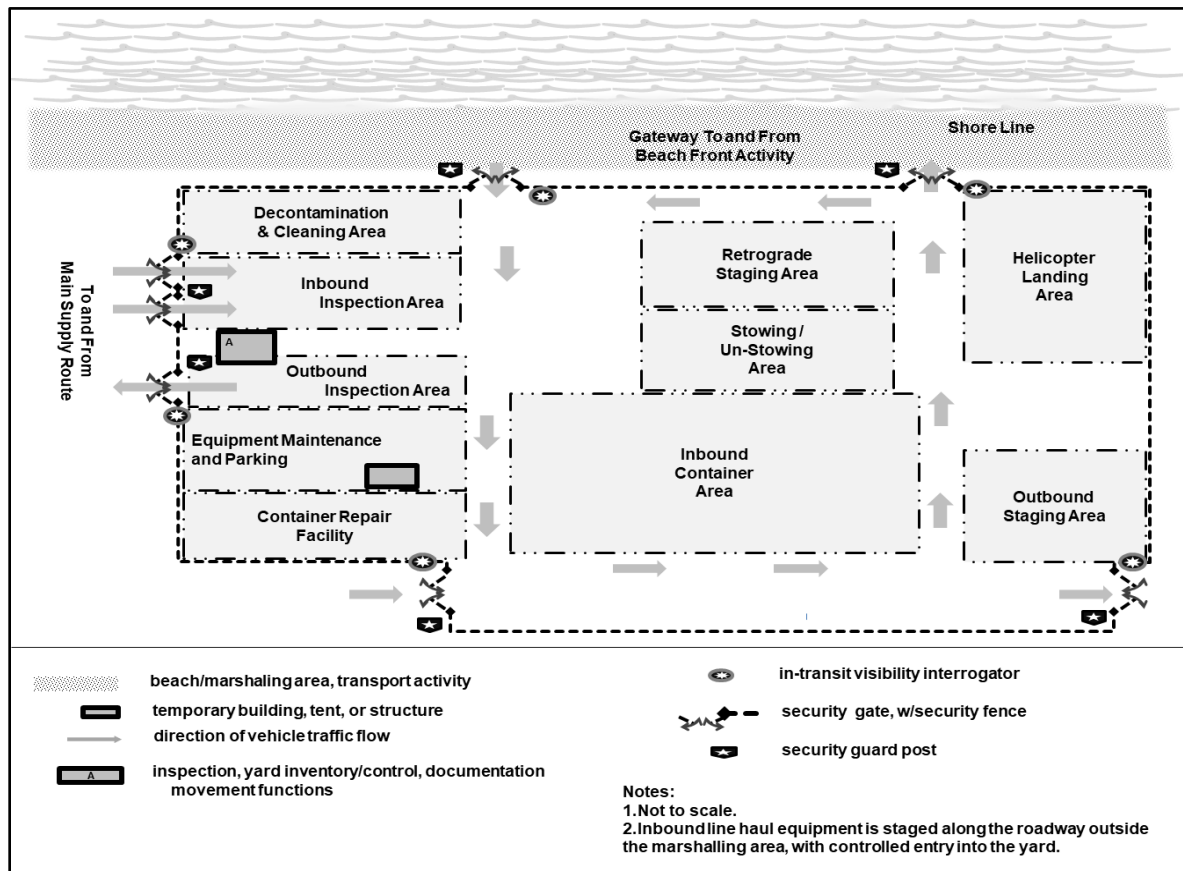 Shore Line
Gateway To and From
Beach Front Activity
Decontamination
& Cleaning Area
Inbound
Inspection Area
To and From
Main Supply Route
A
Outbound
Inspection Area
Equipment Maintenance
and Parking
Container Repair
Facility
Retrograde
Staging Area
Stowing /
Un-Stowing
Area
Inbound
Container
Area
Helicopter
Landing
Area
Outbound
Staging Area
beach/marshaling area, transport activity
temporary building, tent, or structure
direction of vehicle traffic flow
A
inspection, yard inventory/control, documentation
movement functions
in-transit visibility interrogator
security gate, w/security fence
security guard post
Notes:
1.Not to scale.
2.Inbound line haul equipment is staged along the roadway outside
the marshalling area, with controlled entry into the yard.